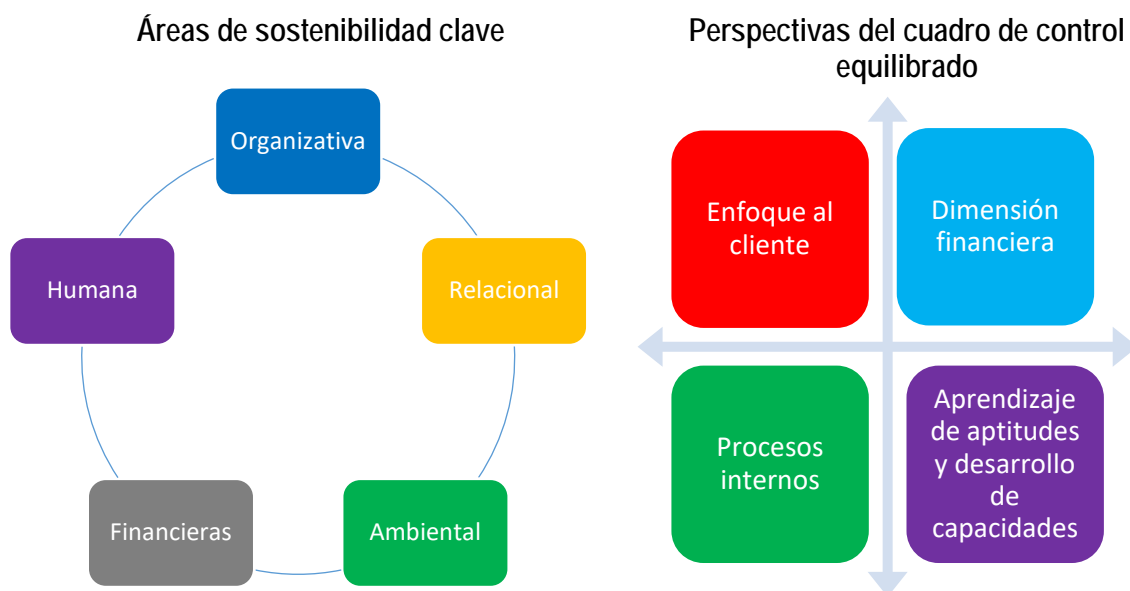 Áreas de sostenibilidad clave
Organizativa
Relacional
Ambiental
Financieras
Humana
Perspectivas del cuadro de control
equilibrado
Enfoque al
cliente
Dimensión
financiera
Procesos
internos
Aprendizaje
de aptitudes
y desarrollo
de
capacidades